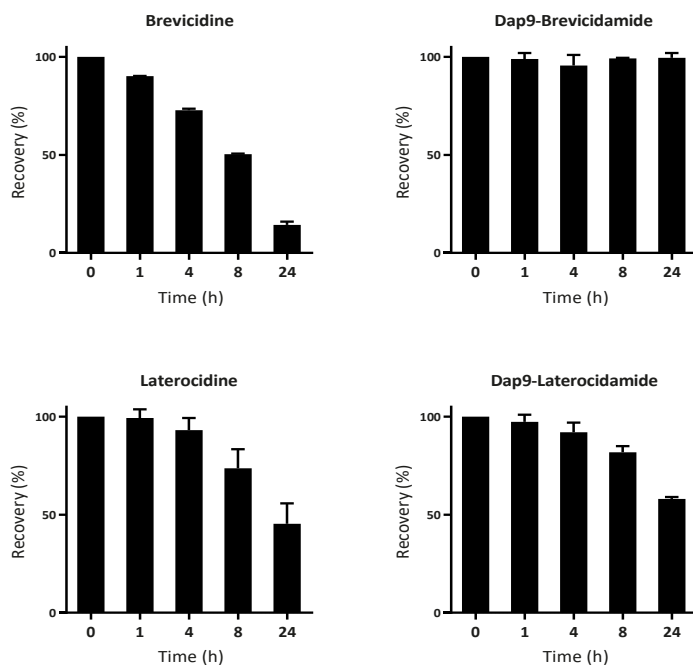 Brevicidine
Recovery (%)
100
50
0
0 1 4 8 24
Time (h)
Dap9-Brevicidamide
Recovery (%)
100
50
0
0 1 4 8 24
Time (h)
Laterocidine
Recovery (%)
100
50
0
0 1 4 8 24
Time (h)
Dap9-Laterocidamide
Recovery (%)
100
50
0
0 1 4 8 24
Time (h)